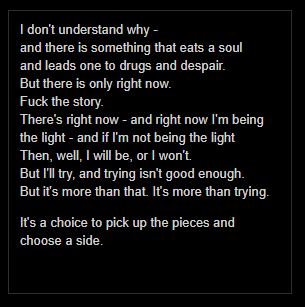 I don't understand why -
and there is something that eats a soul
and leads one to drugs and despair.
But there is only right now.
Fuck the story.
There's right now - and right now I'm being
the light - and if I'm not being the light
Then, well, I will be, or I won't.
But I'll try, and trying isn't good enough.
But it's more than that. It's more than trying.
It's a choice to pick up the pieces and
choose a side.